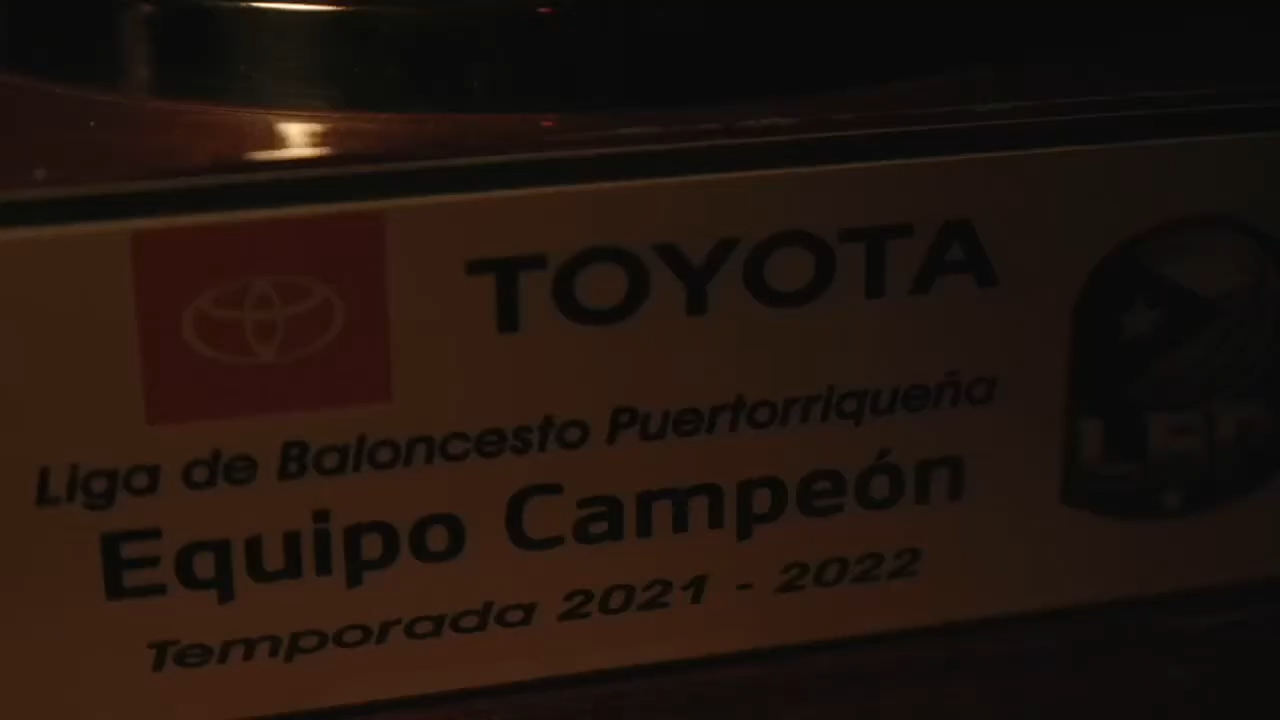 TOYOTA
Liga de Baloncesto Puertorriqueña
Equipo Campeón
Temporada 2021 - 2022